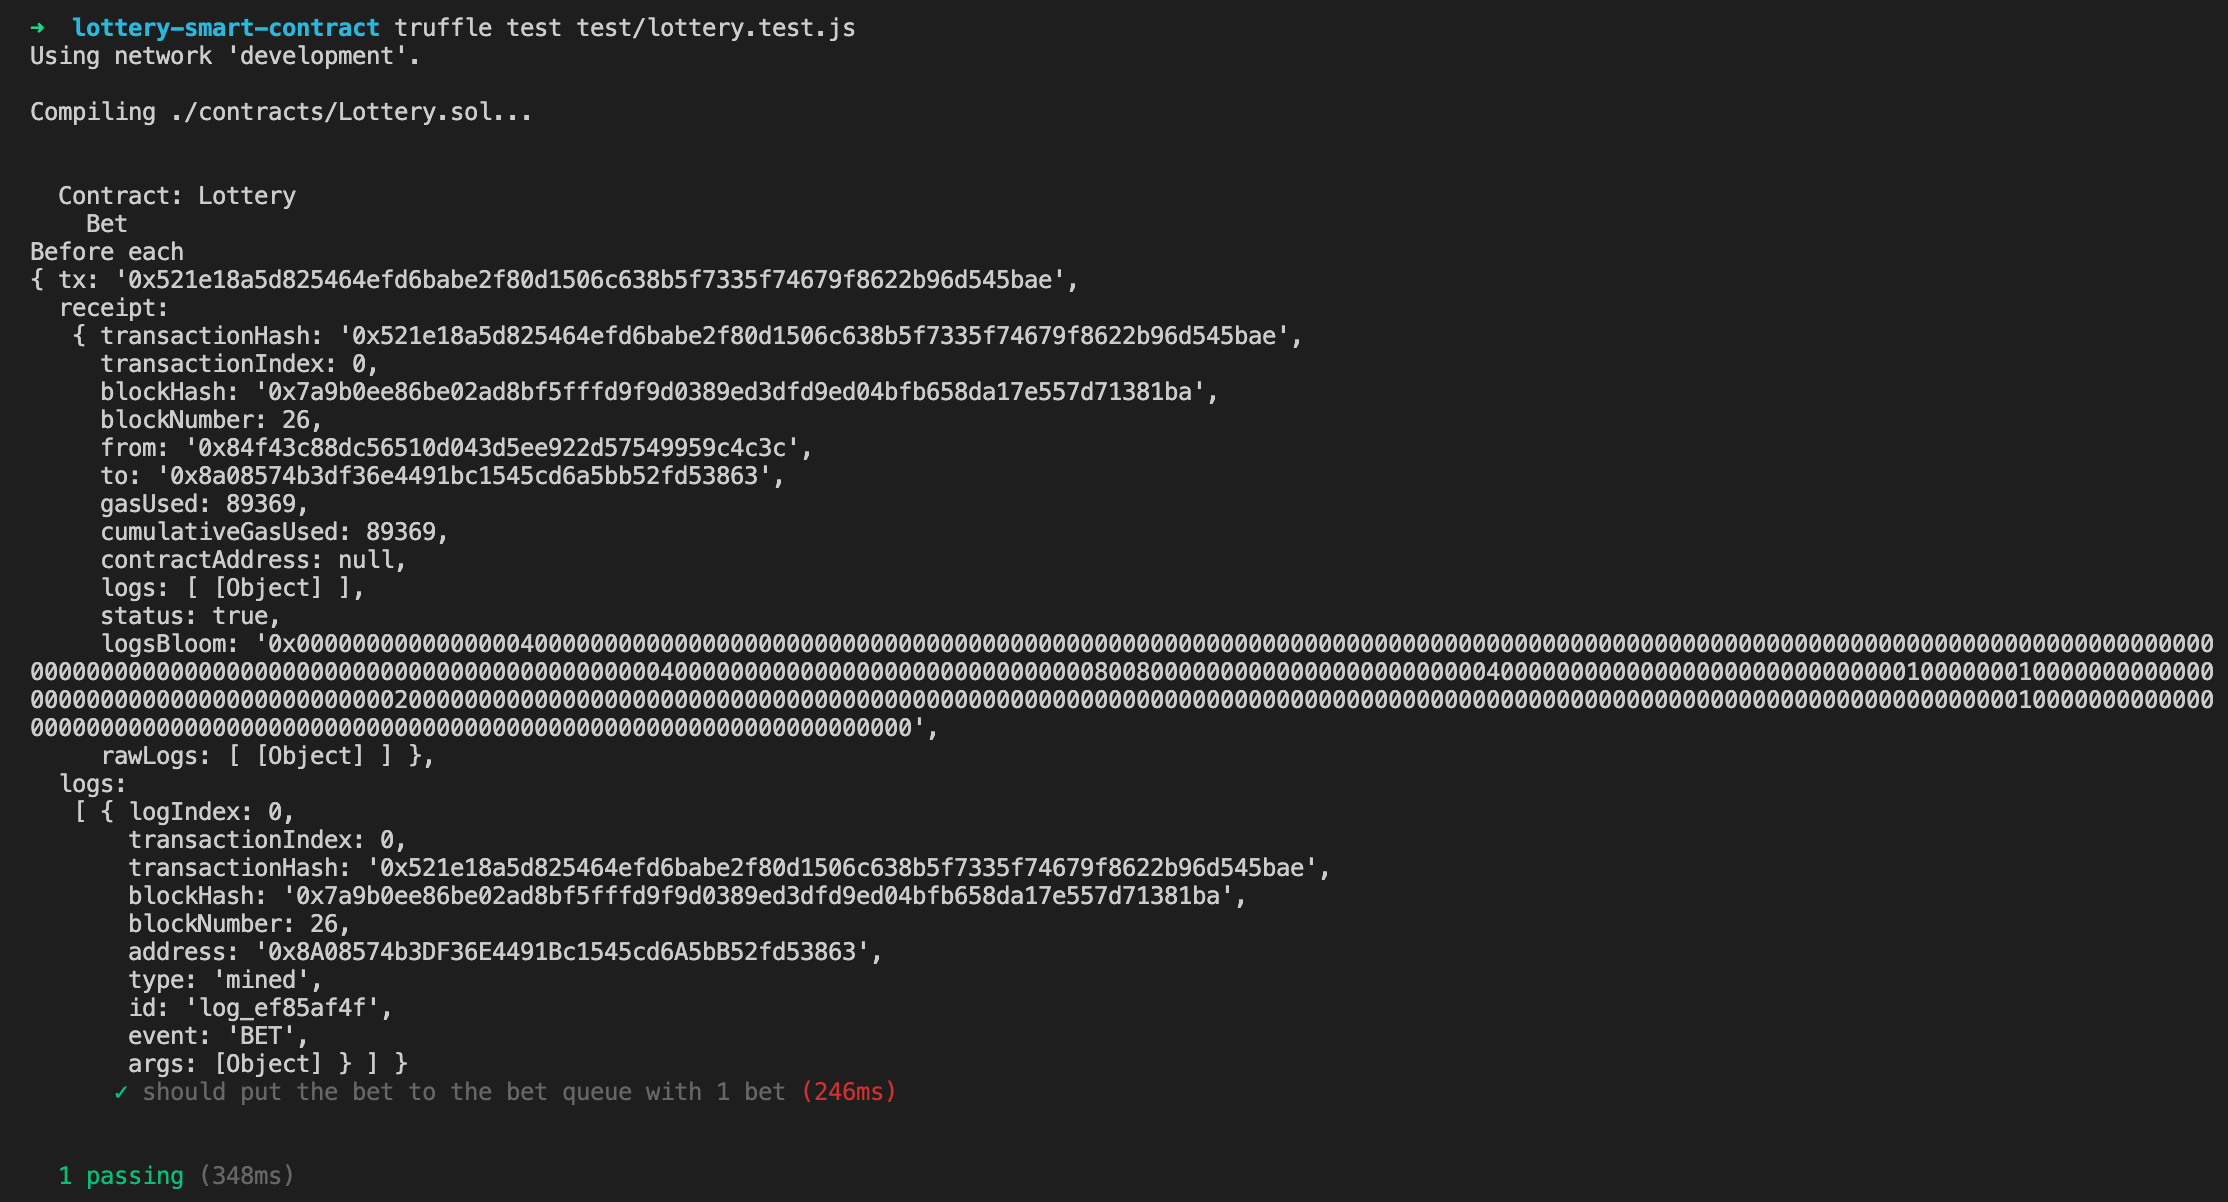 ➜ lottery-smart-contract truffle test test/lottery.test.js
Using network 'development'.
Compiling ./contracts/Lottery.sol...
Contract: Lottery
Bet
Before each
{ tx: '0x521e18a5d825464efd6babe2f80d1506c638b5f7335f74679f8622b96d545bae',
receipt:
{ transactionHash: '0x521e18a5d825464efd6babe2f80d1506c638b5f7335f74679f8622b96d545bae',
transactionIndex: 0,
blockHash: '0x7a9b0ee86be02ad8bf5fffd9f9d0389ed3dfd9ed04bfb658da17e557d71381ba',
blockNumber: 26,
from: '0x84f43c88dc56510d043d5ee922d57549959c4c3c',
to: '0x8a08574b3df36e4491bc1545cd6a5bb52fd53863',
gasUsed: 89369,
cumulativeGasUsed: 89369,
contractAddress: null,
logs: [ [Object] ],
status: true,
logsBloom: '0x00000000000000004000000000000000000000000000000000000000000000000000000000000000000000000000000000000000000000000000000000000000000000000
000000000000000000000000000000000000000000000400000000000000000000000000000080080000000000000000000000004000000000000000000000000000001000000010000000000000
000000000000000000000000002000000000000000000000000000000000000000000000000000000000000000000000000000000000000000000000000000000000000000000010000000000000
000000000000000000000000000000000000000000000000000000000000000',
rawLogs: [ [Object] ] },
logs:
[ { logIndex: 0,
transactionIndex: 0,
transactionHash: '0x521e18a5d825464efd6babe2f80d1506c638b5f7335f74679f8622b96d545bae',
blockHash: '0x7a9b0ee86be02ad8bf5fffd9f9d0389ed3dfd9ed04bfb658da17e557d71381ba',
blockNumber: 26,
address: '0x8A08574b3DF36E4491Bc1545cd6A5bB52fd53863',
type: 'mined',
id: 'log_ef85af4f',
event: 'BET',
args: [Object] } ] }
✓ should put the bet to the bet queue with 1 bet (246ms)
1 passing (348ms)